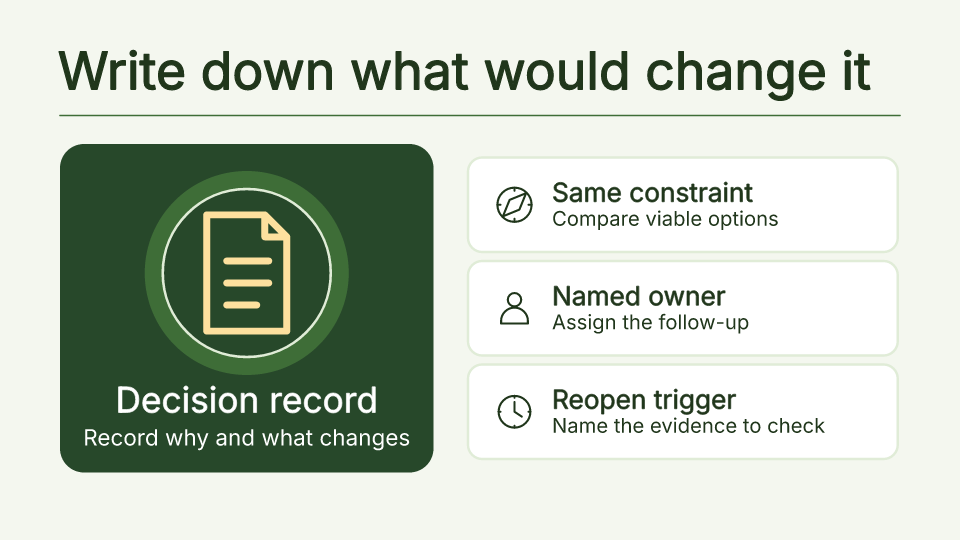 Write down what would change it
Decision record
Record why and what changes
Same constraint
Compare viable options
Named owner
Assign the follow-up
Reopen trigger
Name the evidence to check